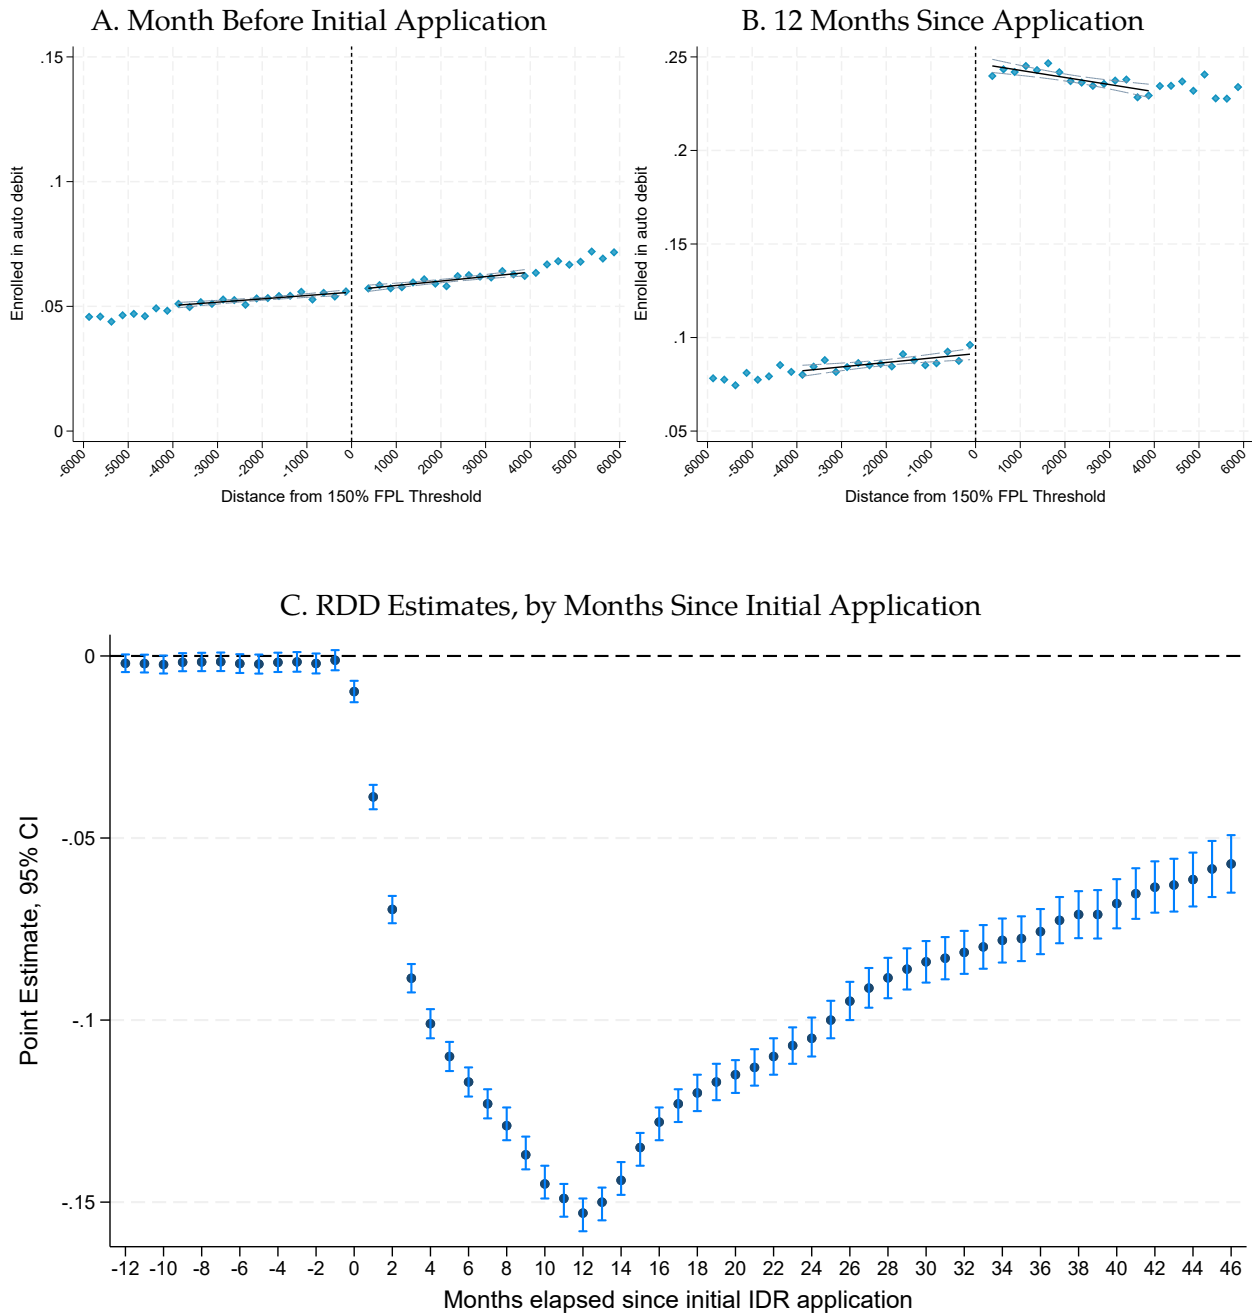 A. Month Before Initial Application
.15
.1
.05
0
Enrolled in auto debit
-6000 -5000 -4000 -3000 -2000 -1000 0 1000 2000 3000 4000 5000 6000
Distance from 150% FPL Threshold
B. 12 Months Since Application
.25
.2
.15
.1
.05
Enrolled in auto debit
-6000 -5000 -4000 -3000 -2000 -1000 0 1000 2000 3000 4000 5000 6000
Distance from 150% FPL Threshold
C. RDD Estimates, by Months Since Initial Application
0
-.05
-.1
-.15
Point Estimate, 95% CI
-12 -10 -8 -6 -4 -2 0 2 4 6 8 10 12 14 16 18 20 22 24 26 28 30 32 34 36 38 40 42 44 46
Months elapsed since initial IDR application